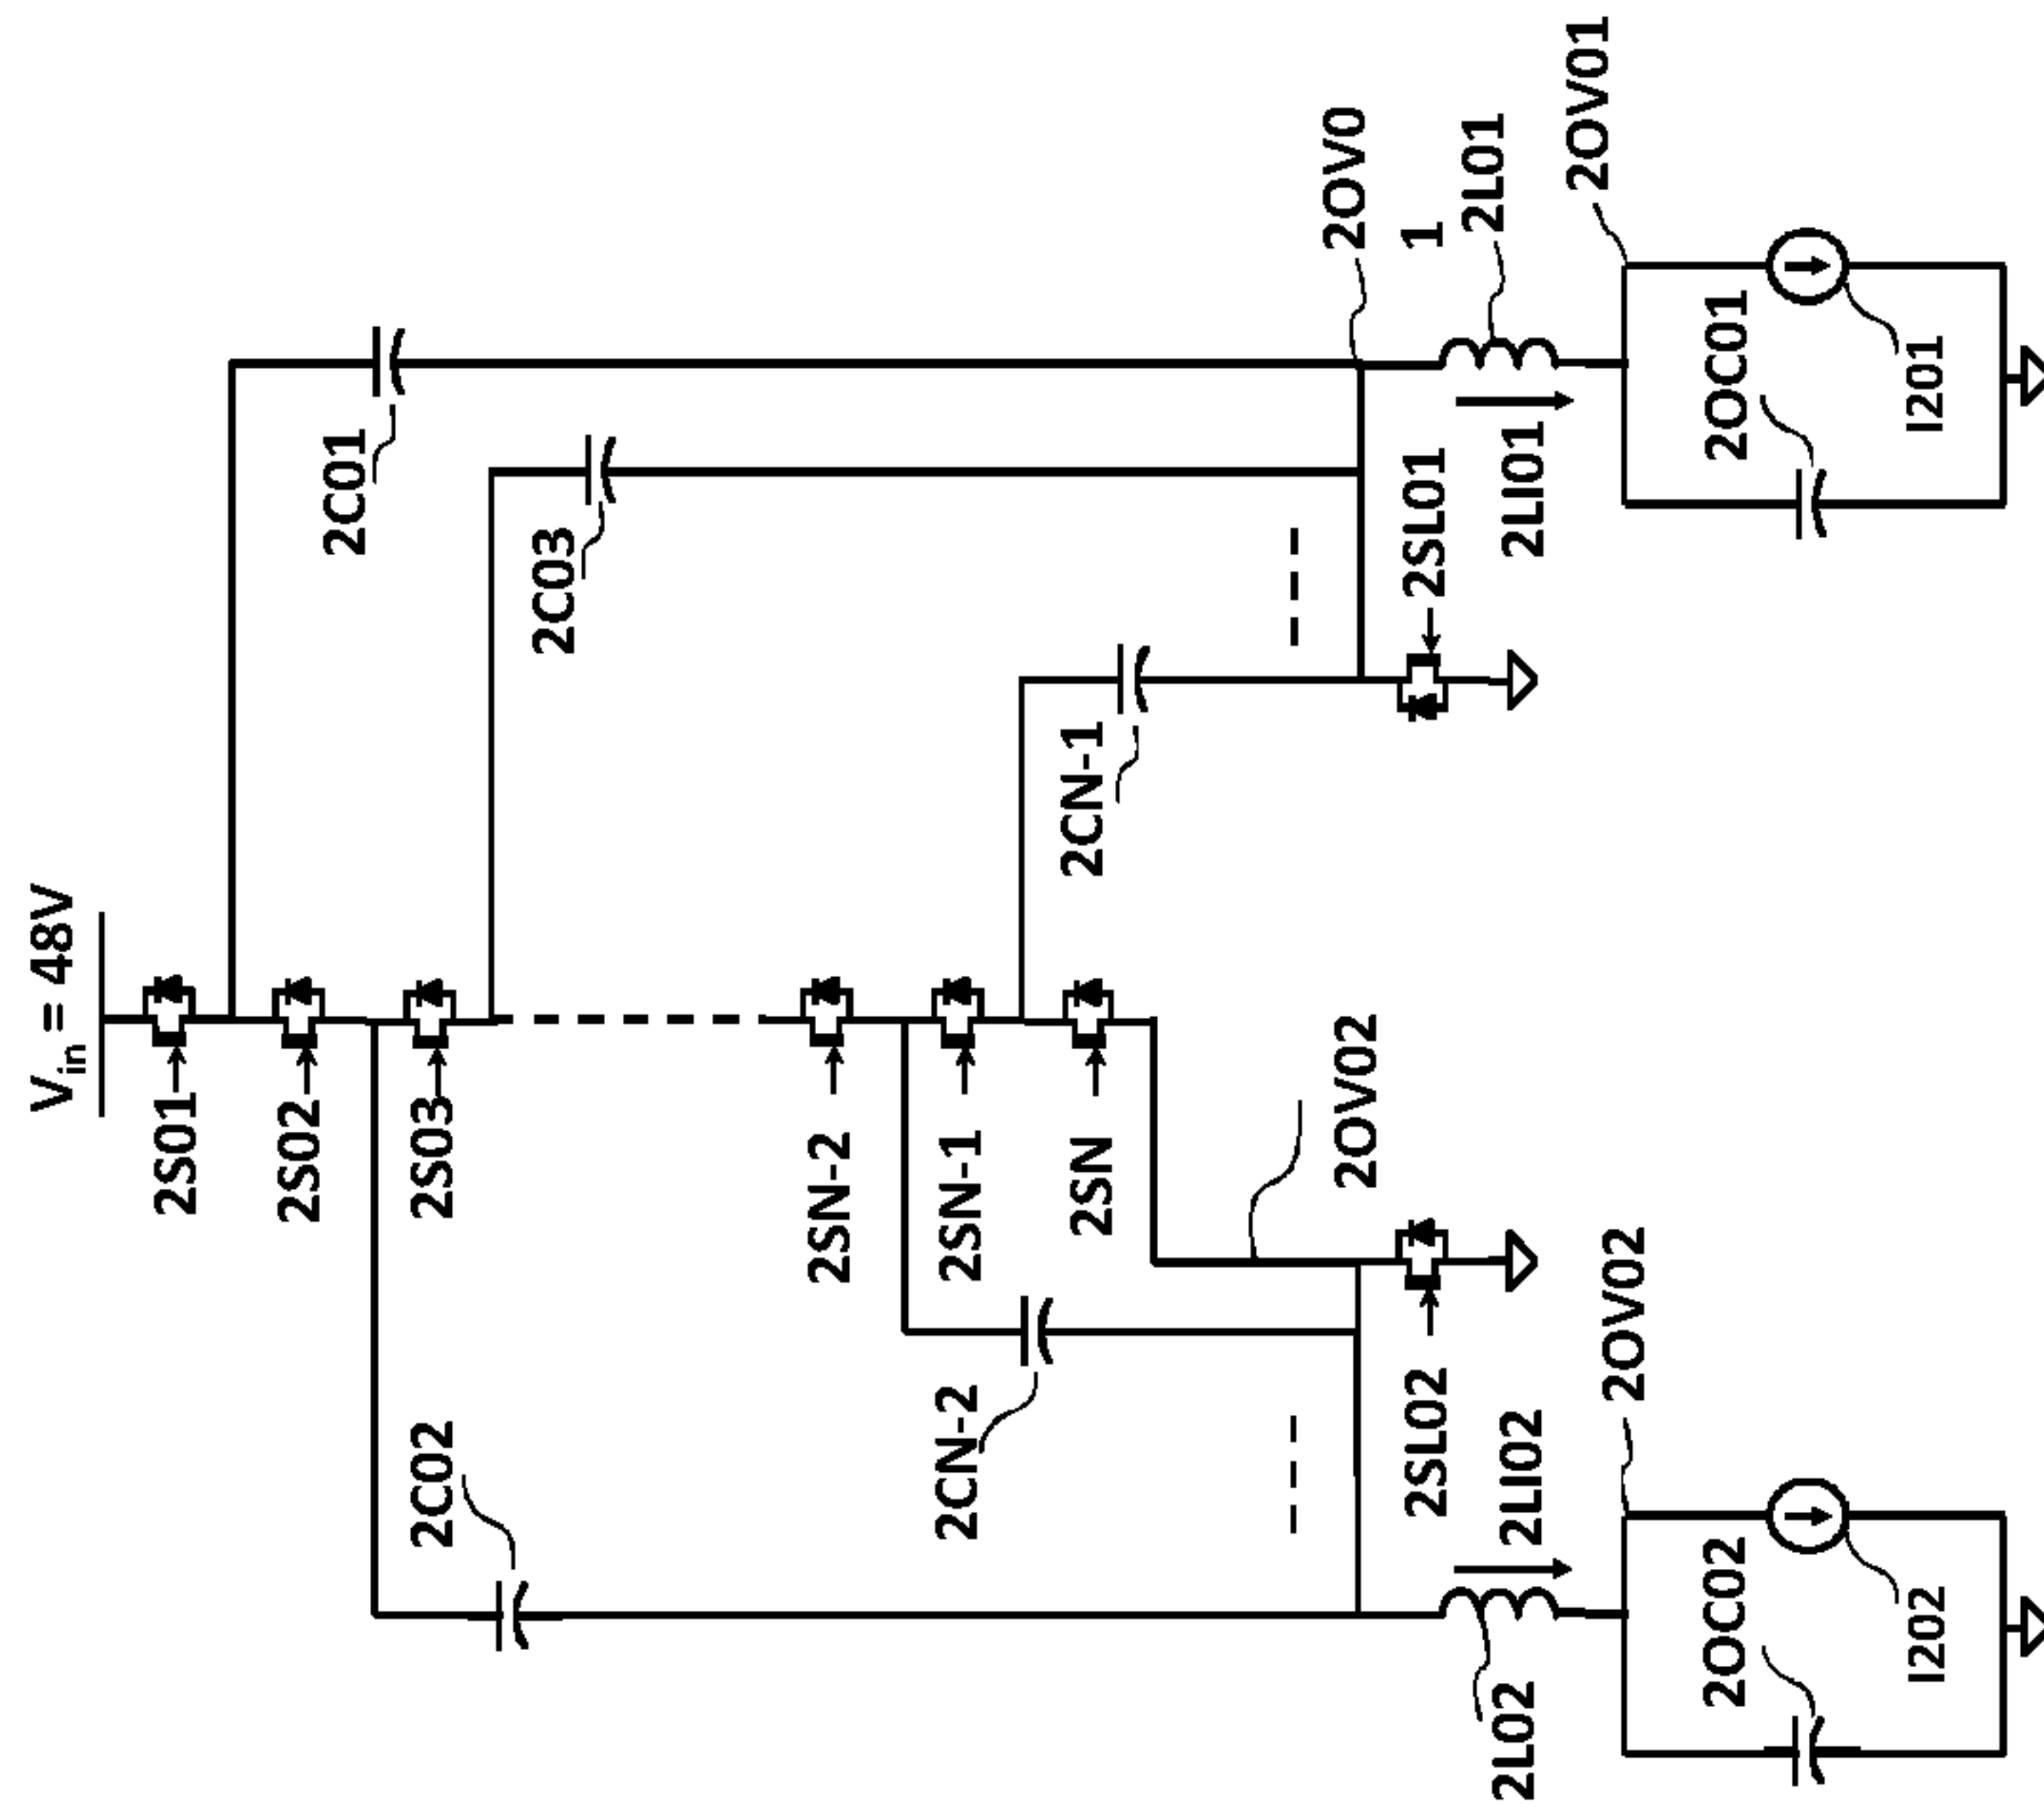 Vin = 48V
2S01
2S02
2S03
2SN-2
2SN-1
2SN
2C01
2C03
2CN-1
2C02
2CN-2
2OV0
1
2L01
2OV01
2SL01
2LI01
2OC01
I201
2OV02
2SL02
2LI02
2OV02
2L02
2OC02
I202